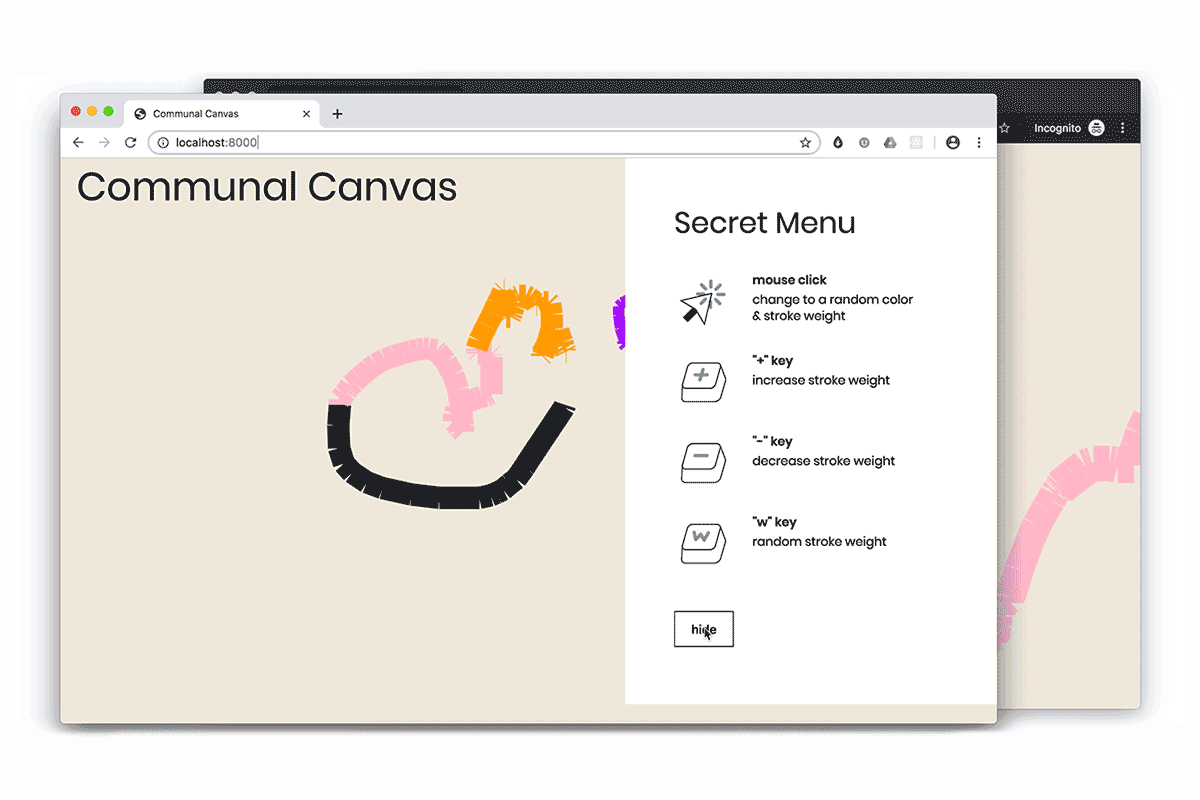 Communal Canvas
localhost:8000
Incognito
Communal Canvas
Secret Menu
mouse click
change to a random color
& stroke weight
+
"+" key
increase stroke weight
–
"-" key
decrease stroke weight
w
"w" key
random stroke weight
hide